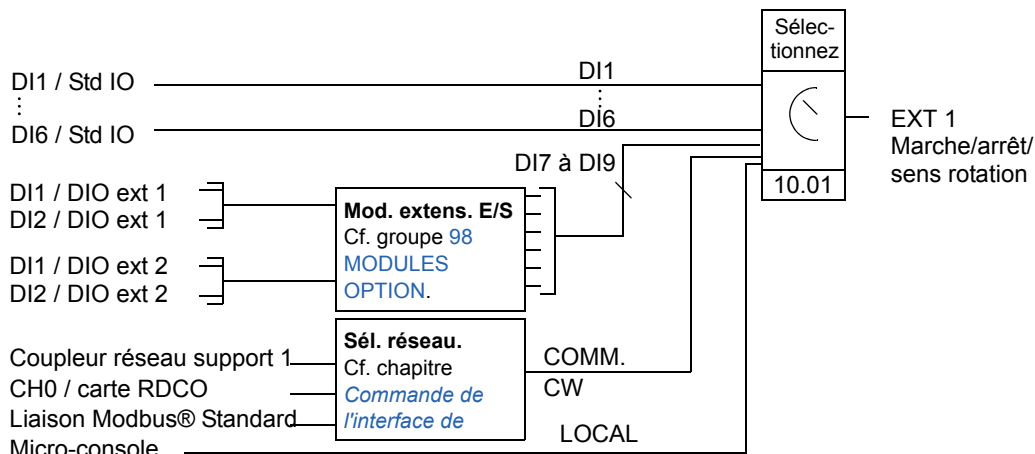 Sélec-
tionnez
DI1 / Std IO
DI1
DI6 / Std IO
DI6
EXT 1
Marche/arrêt/
sens rotation
DI7 à DI9
10.01
DI1 / DIO ext 1
DI2 / DIO ext 1
DI1 / DIO ext 2
DI2 / DIO ext 2
Mod. extens. E/S
Cf. groupe 98
MODULES
OPTION.
Sél. réseau.
Cf. chapitre
Commande de
l'interface de
Coupleur réseau support 1
CH0 / carte RDCO
Liaison Modbus® Standard
Micro-console
COMM.
CW
LOCAL